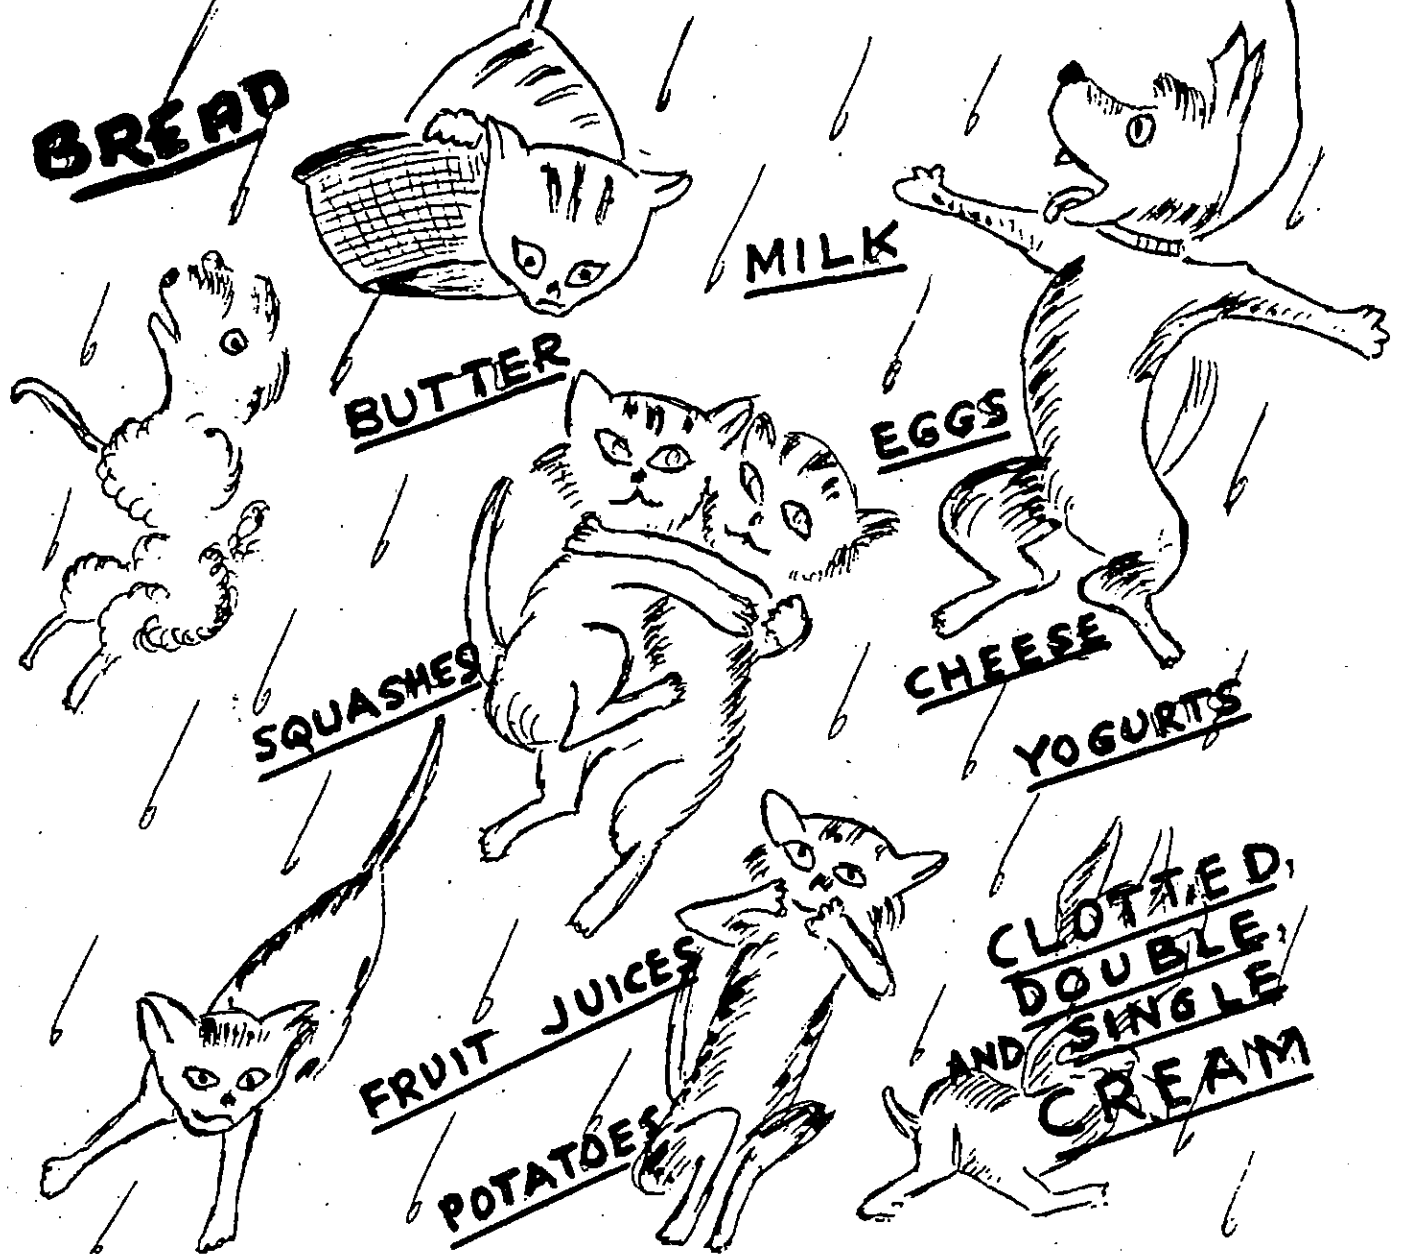 BREAD
MILK
BUTTER
EGGS
SQUASHES
CHEESE
YOGURTS
FRUIT JUICES
POTATOES
CLOTTED,
DOUBLE,
AND SINGLE
CREAM